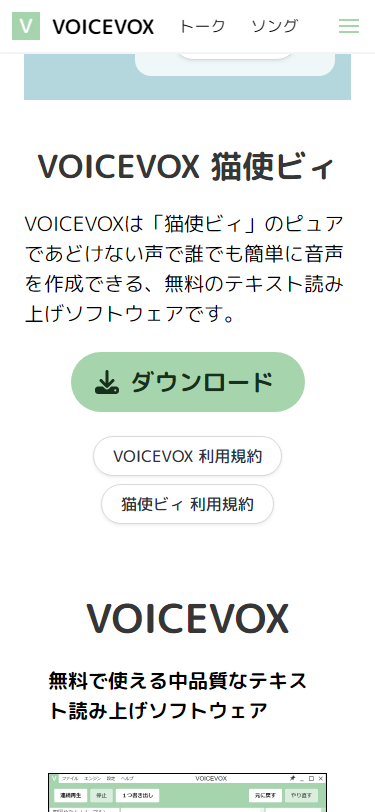 V VOICEVOX トーク ソング
VOICEVOX 猫使ビィ
VOICEVOXは「猫使ビィ」のピュア
であどけない声で誰でも簡単に音声
を作成できる、無料のテキスト読み
上げソフトウェアです。
ダウンロード
VOICEVOX 利用規約
猫使ビィ 利用規約
VOICEVOX
無料で使える中品質なテキス
ト読み上げソフトウェア
ファイル エンジン 設定 ヘルプ VOICEVOX
連続再生 停止 1つ書き出し 元に戻す やり直す